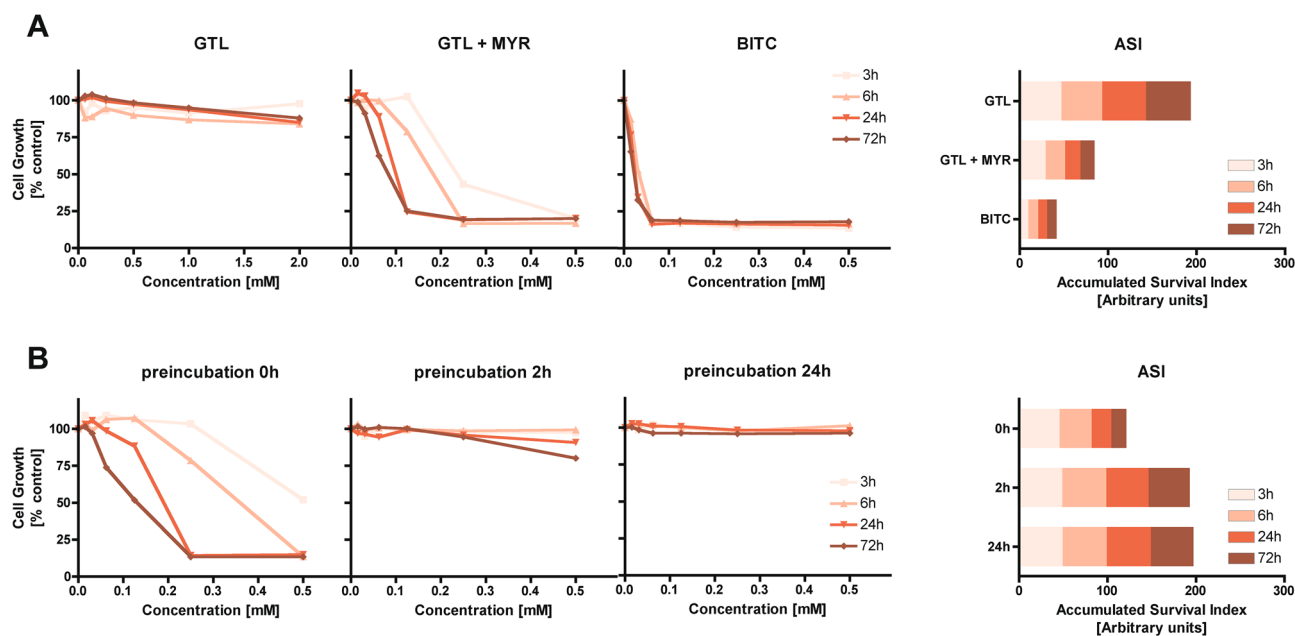 A
GTL
GTL + MYR
BITC
ASI
Cell Growth
[% control]
100
75
50
25
0
0.0
0.5
1.0
1.5
2.0
Concentration [mM]
0.0
0.1
0.2
0.3
0.4
0.5
Concentration [mM]
3h
6h
24h
72h
0.0
0.1
0.2
0.3
0.4
0.5
Concentration [mM]
GTL
GTL + MYR
BITC
3h
6h
24h
72h
0
100
200
300
Accumulated Survival Index
[Arbitrary units]
B
preincubation 0h
preincubation 2h
preincubation 24h
ASI
Cell Growth
[% control]
100
75
50
25
0
0.0
0.1
0.2
0.3
0.4
0.5
Concentration [mM]
0.0
0.1
0.2
0.3
0.4
0.5
Concentration [mM]
0.0
0.1
0.2
0.3
0.4
0.5
Concentration [mM]
3h
6h
24h
72h
0h
2h
24h
3h
6h
24h
72h
0
100
200
300
Accumulated Survival Index
[Arbitrary units]